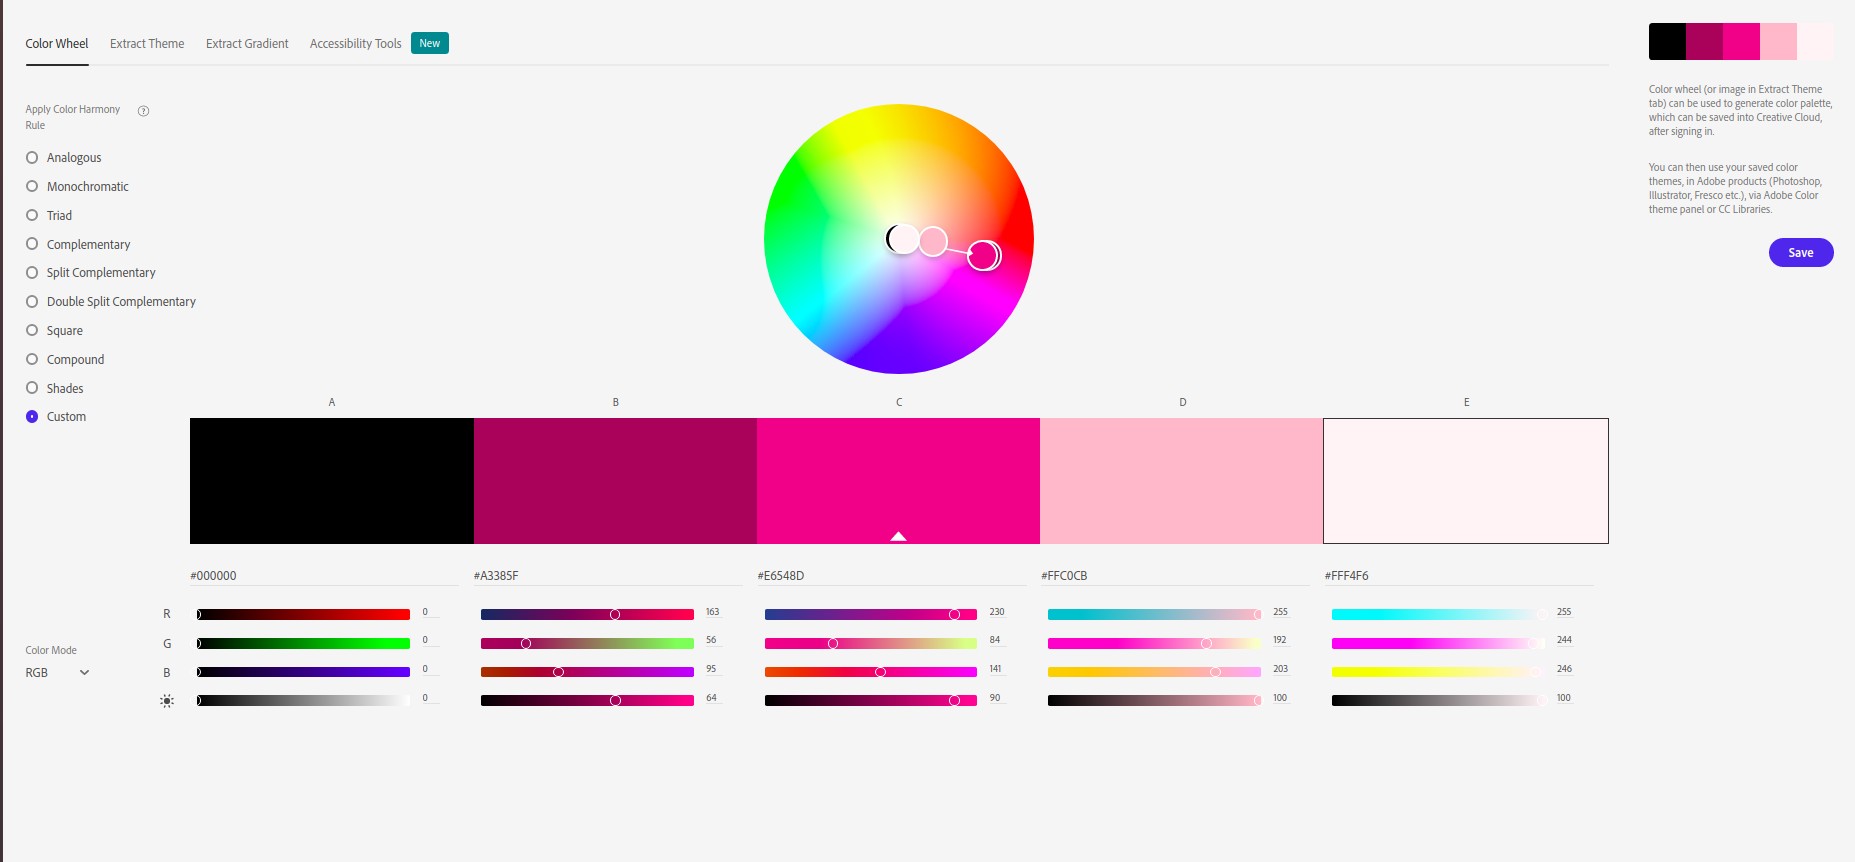 Color Wheel Extract Theme Extract Gradient Accessibility Tools New
Apply Color Harmony
Rule
Analogous
Monochromatic
Triad
Complementary
Split Complementary
Double Split Complementary
Square
Compound
Shades
Custom
Color wheel (or image in Extract Theme
tab) can be used to generate color palette,
which can be saved into Creative Cloud,
after signing in.
You can then use your saved color
themes, in Adobe products (Photoshop,
Illustrator, Fresco etc.), via Adobe Color
theme panel or CC Libraries.
Save
A B C D E
#000000 #A3385F #E6548D #FFC0CB #FFF4F6
R 0 163 230 255 255
G 0 56 84 192 244
B 0 95 141 203 246
0 64 90 100 100
Color Mode
RGB